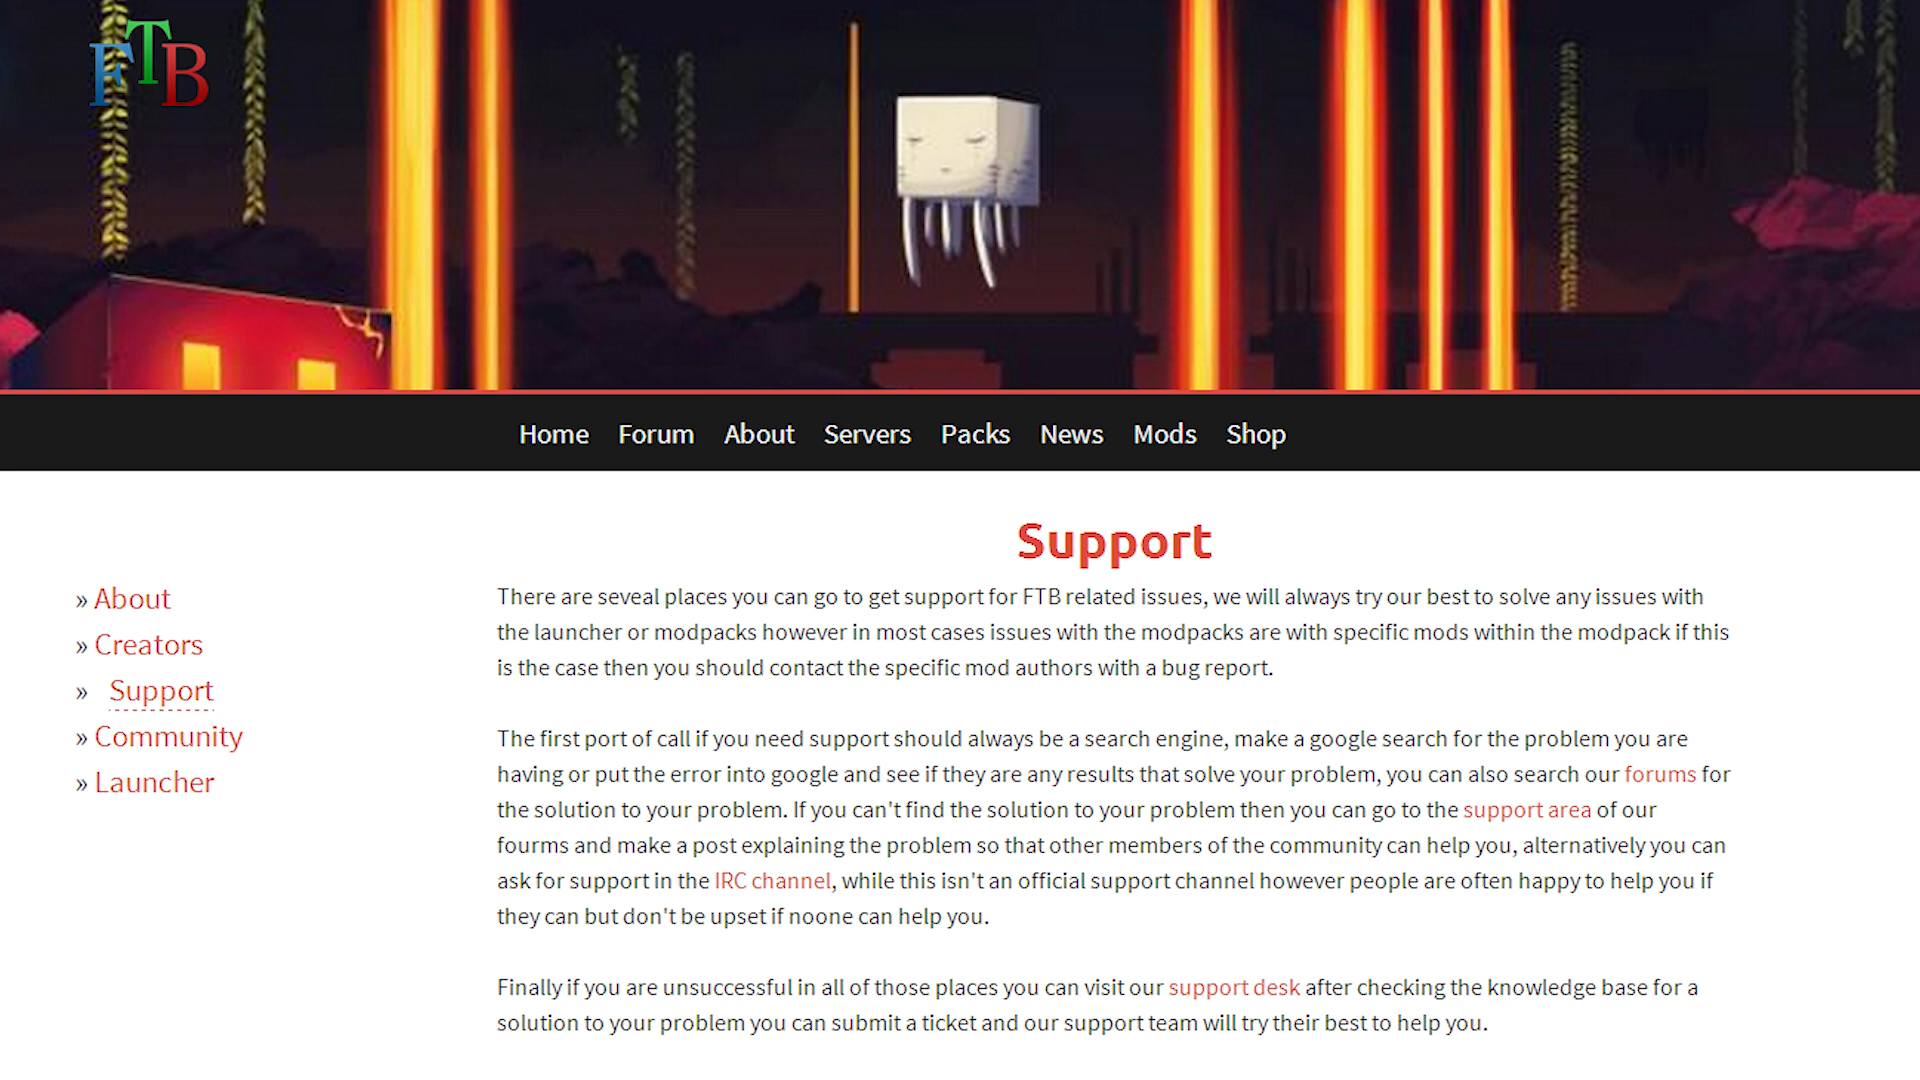 FTB
Home Forum About Servers Packs News Mods Shop
Support
» About
» Creators
» Support
» Community
» Launcher
There are seveal places you can go to get support for FTB related issues, we will always try our best to solve any issues with
the launcher or modpacks however in most cases issues with the modpacks are with specific mods within the modpack if this
is the case then you should contact the specific mod authors with a bug report.
The first port of call if you need support should always be a search engine, make a google search for the problem you are
having or put the error into google and see if they are any results that solve your problem, you can also search our forums for
the solution to your problem. If you can't find the solution to your problem then you can go to the support area of our
fourms and make a post explaining the problem so that other members of the community can help you, alternatively you can
ask for support in the IRC channel, while this isn't an official support channel however people are often happy to help you if
they can but don't be upset if noone can help you.
Finally if you are unsuccessful in all of those places you can visit our support desk after checking the knowledge base for a
solution to your problem you can submit a ticket and our support team will try their best to help you.